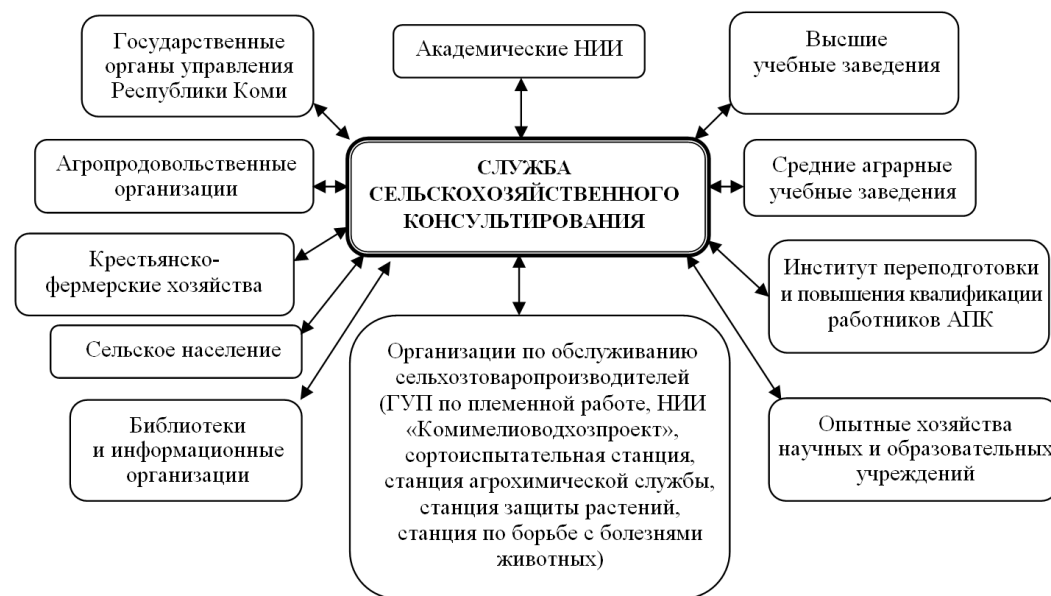 Государственные
органы управления
Республики Коми
Академические НИИ
Высшие
учебные заведения
Агропродовольственные
организации
СЛУЖБА
СЕЛЬСКОХОЗЯЙСТВЕННОГО
КОНСУЛЬТИРОВАНИЯ
Средние аграрные
учебные заведения
Крестьянско-
фермерские хозяйства
Институт переподготовки
и повышения квалификации
работников АПК
Сельское население
Организации по обслуживанию
сельхозтоваропроизводителей
(ГУП по племенной работе, НИИ
«Комимелиоводхозпроект»,
сортоиспытательная станция,
станция агрохимической службы,
станция защиты растений,
станция по борьбе с болезнями
животных)
Библиотеки
и информационные
организации
Опытные хозяйства
научных и образовательных
учреждений